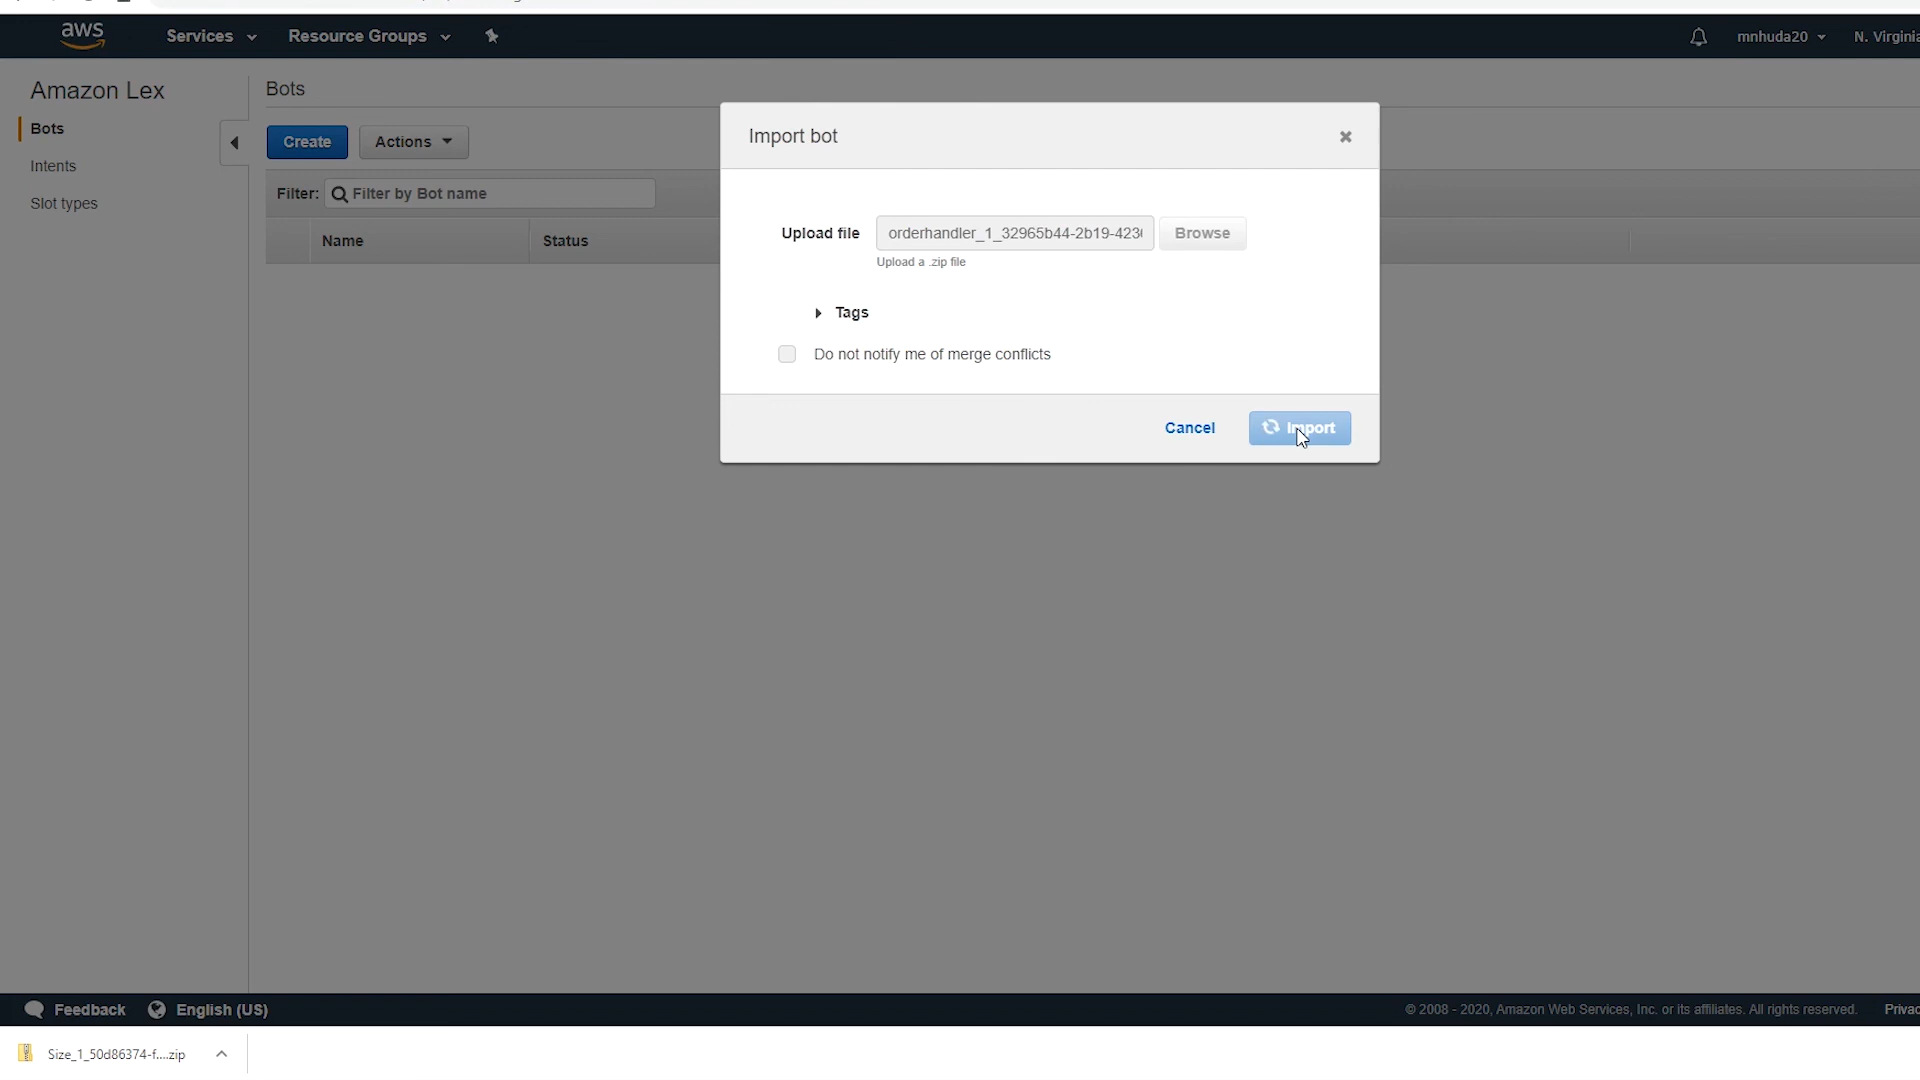 aws
Services
Resource Groups
mnhuda20
N. Virginia
Amazon Lex
Bots
Intents
Slot types
Bots
Create
Actions
Filter:
Filter by Bot name
Name
Status
Import bot
Upload file
orderhandler_1_32965b44-2b19-423
Browse
Upload a .zip file
Tags
Do not notify me of merge conflicts
Cancel
Import
Feedback
English (US)
© 2008 - 2020, Amazon Web Services, Inc. or its affiliates. All rights reserved.
Privac
Size_1_50d86374-f....zip